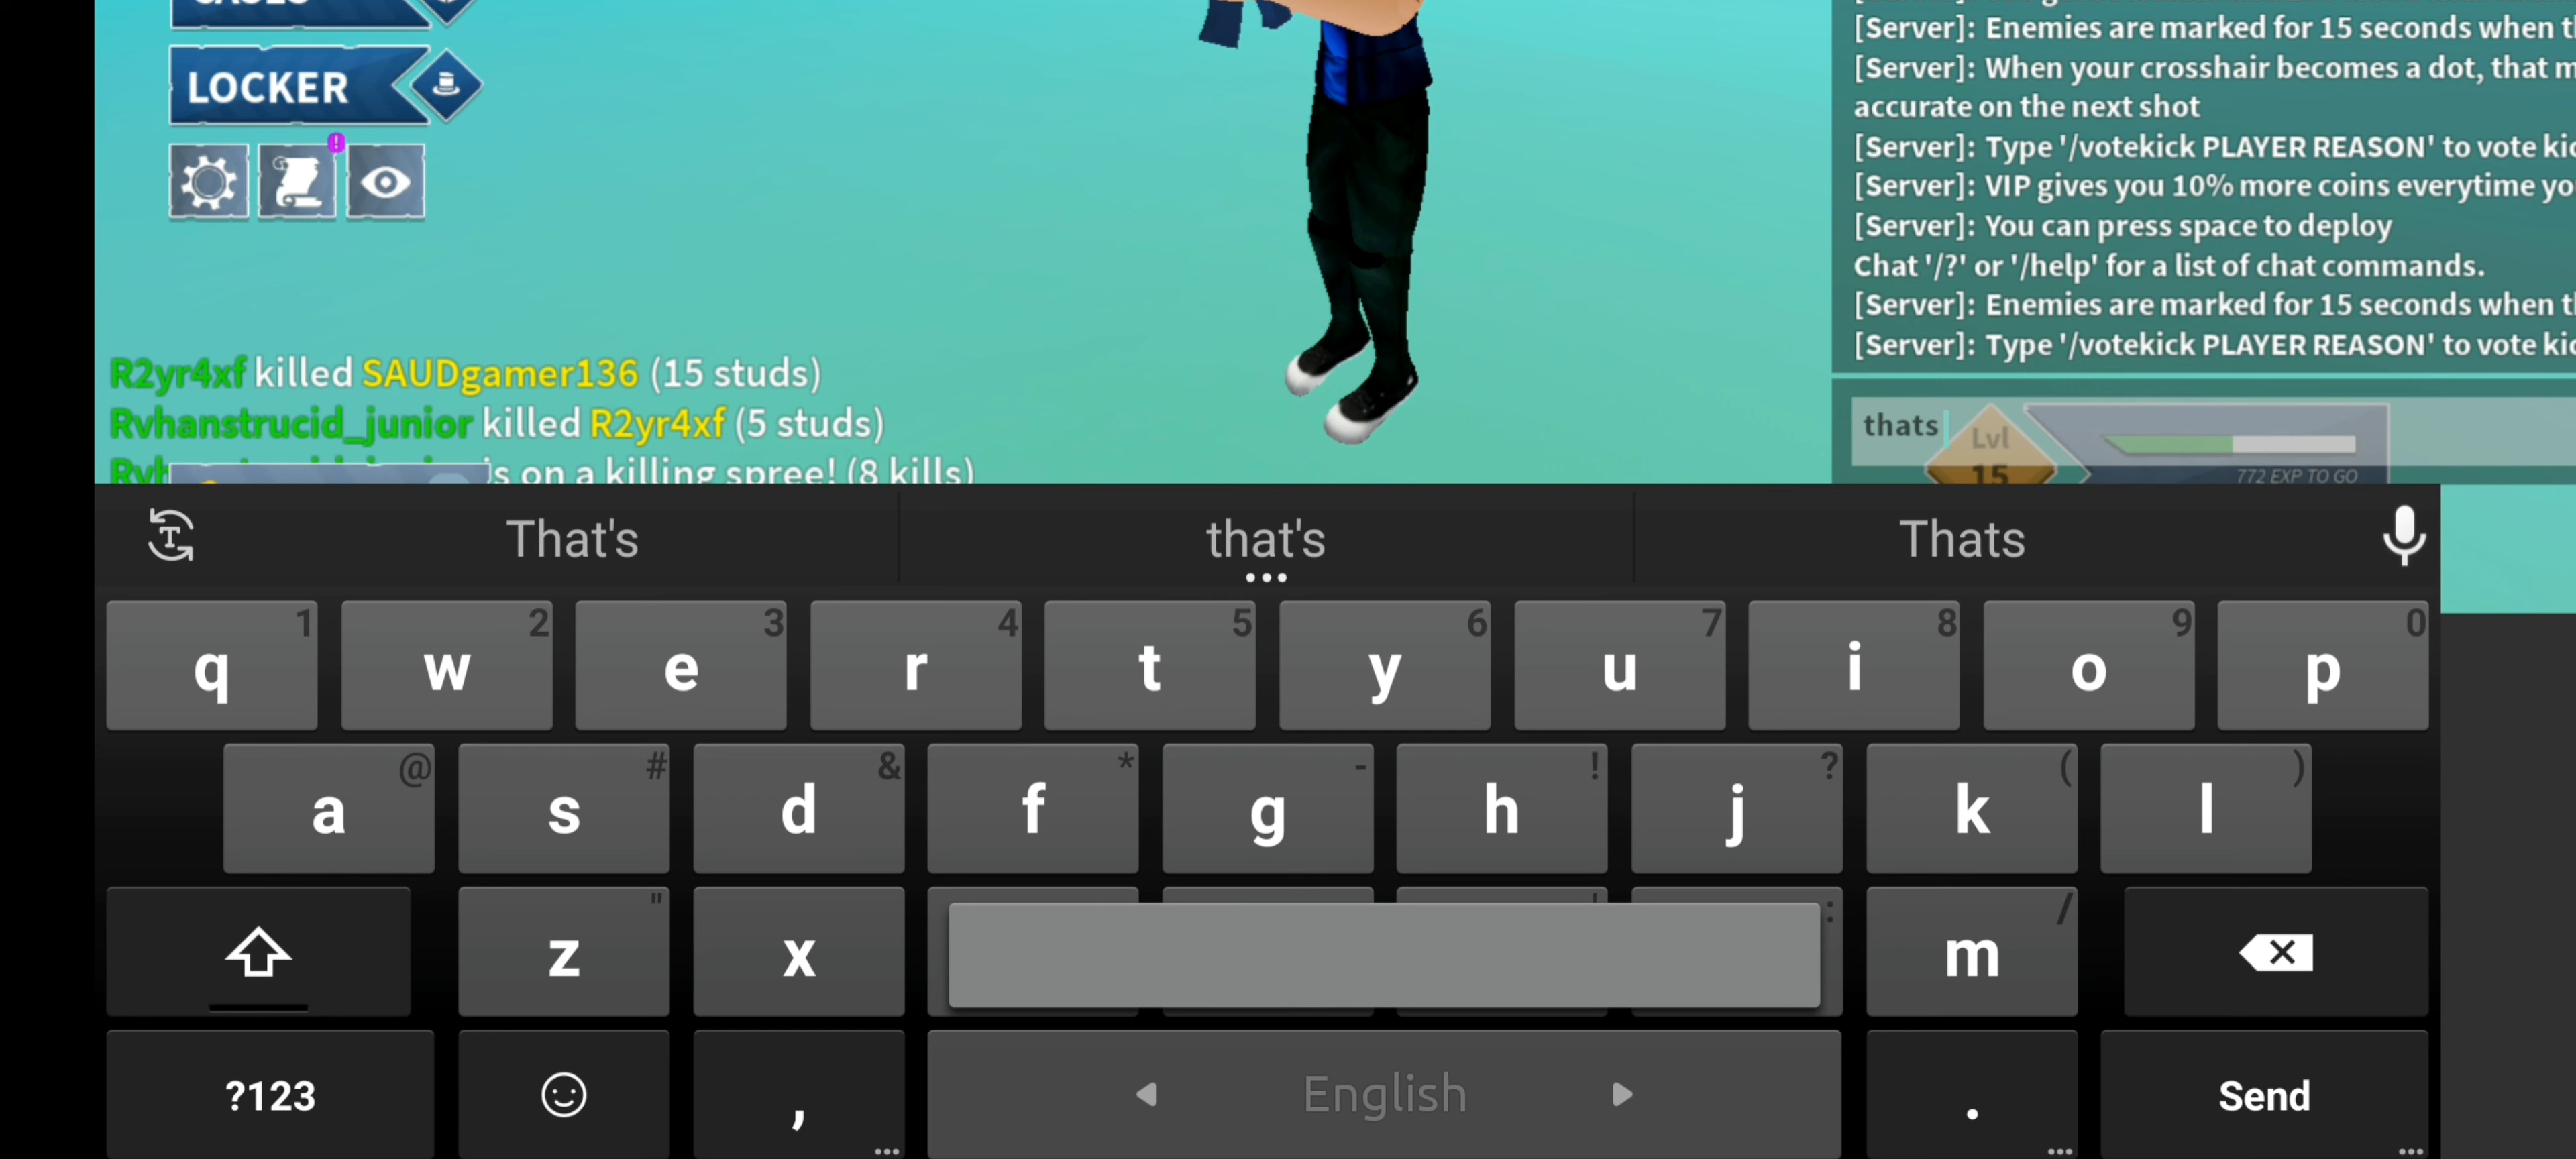 LOCKER
!
R2yr4xf killed SAUDgamer136 (15 studs)
Rvhanstrucid_junior killed R2yr4xf (5 studs)
is on a killing spree! (8 kills)
[Server]: Enemies are marked for 15 seconds when
[Server]: When your crosshair becomes a dot, that
accurate on the next shot
[Server]: Type '/votekick PLAYER REASON' to vote
[Server]: VIP gives you 10% more coins everytime
[Server]: You can press space to deploy
Chat '/?' or '/help' for a list of chat commands.
[Server]: Enemies are marked for 15 seconds when
[Server]: Type '/votekick PLAYER REASON' to vote
thats
Lvl
15
772 EXP TO GO
That's that's Thats
q 1 w 2 e 3 r 4 t 5 y 6 u 7 i 8 o 9 p 0
a @ s # d & f * g - h ! j ? k ( l )
z " x : m /
?123 , English . Send